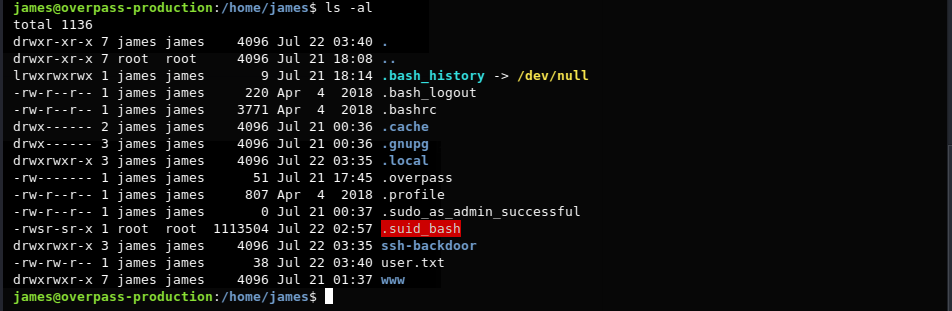 james@overpass-production:/home/james$ ls -al
total 1136
drwxr-xr-x 7 james james    4096 Jul 22 03:40 .
drwxr-xr-x 7 root  root     4096 Jul 21 18:08 ..
lrwxrwxrwx 1 james james       9 Jul 21 18:14 .bash_history -> /dev/null
-rw-r--r-- 1 james james     220 Apr  4  2018 .bash_logout
-rw-r--r-- 1 james james    3771 Apr  4  2018 .bashrc
drwx------ 2 james james    4096 Jul 21 00:36 .cache
drwx------ 3 james james    4096 Jul 21 00:36 .gnupg
drwxrwxr-x 3 james james    4096 Jul 22 03:35 .local
-rw------- 1 james james      51 Jul 21 17:45 .overpass
-rw-r--r-- 1 james james     807 Apr  4  2018 .profile
-rw-r--r-- 1 james james       0 Jul 21 00:37 .sudo_as_admin_successful
-rwsr-sr-x 1 root  root  1113504 Jul 22 02:57 .suid_bash
drwxrwxr-x 3 james james    4096 Jul 22 03:35 ssh-backdoor
-rw-rw-r-- 1 james james      38 Jul 22 03:40 user.txt
drwxrwxr-x 7 james james    4096 Jul 21 01:37 www
james@overpass-production:/home/james$